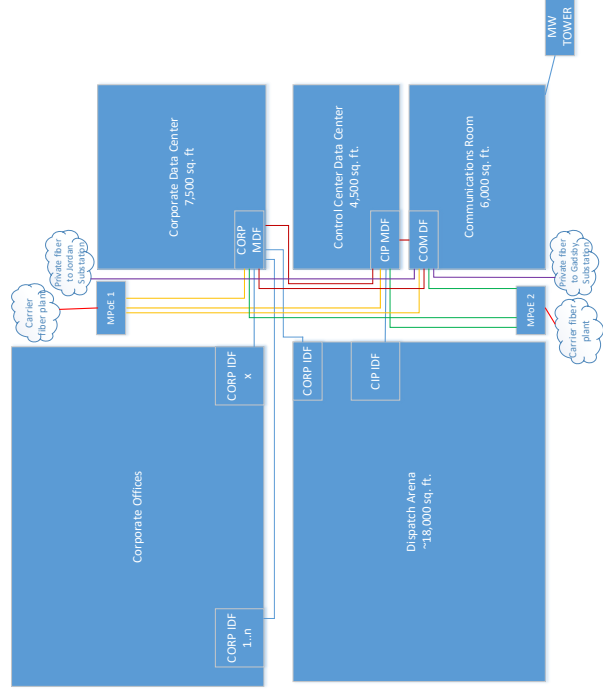 Carrier
fiber plant
Private fiber
to Jordan
Substation
MPoE 1
Corporate Offices
Corporate Data Center
7,500 sq. ft
CORP IDF
1..n
CORP IDF
x
CORP
MDF
CORP IDF
Control Center Data Center
4,500 sq. ft.
CIP IDF
CIP MDF
Dispatch Arena
~18,000 sq. ft.
COM DF
Communications Room
6,000 sq. ft.
MPoE 2
Private fiber
to Gadsby
Substation
Carrier fiber
plant
MW
TOWER